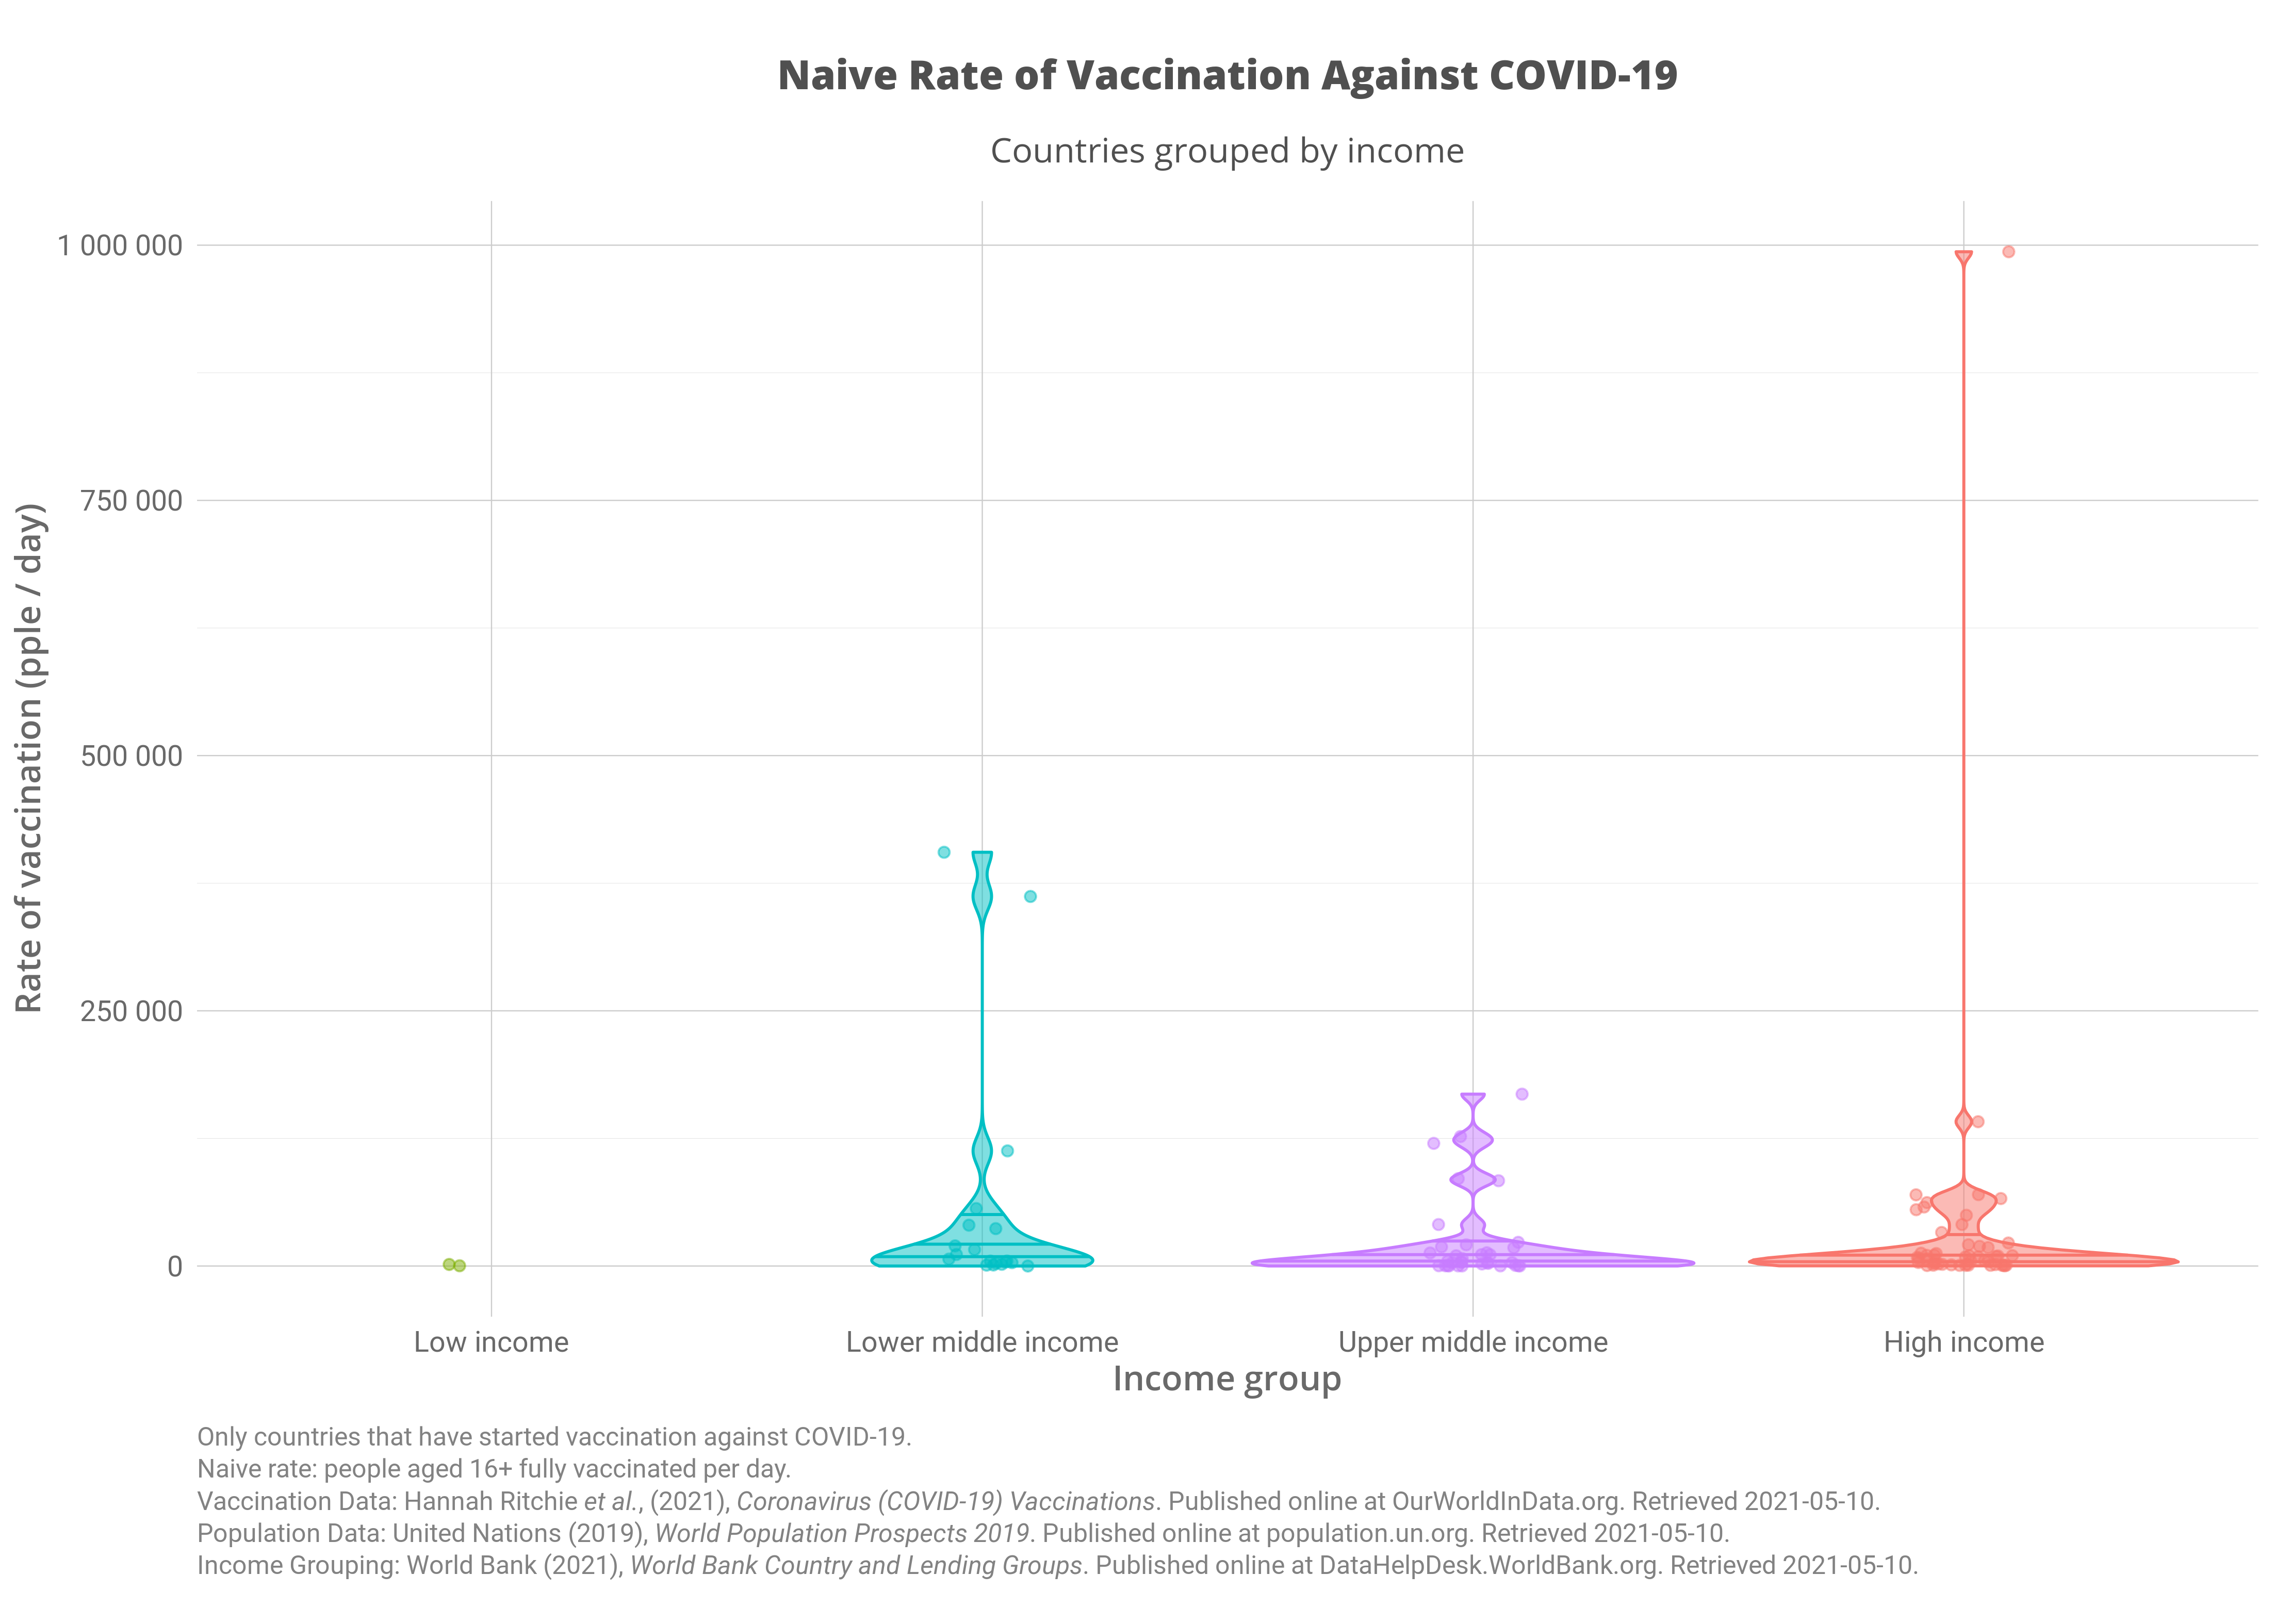 Naive Rate of Vaccination Against COVID-19
Countries grouped by income
Rate of vaccination (pple / day)
1 000 000
750 000
500 000
250 000
0
Low income
Lower middle income
Upper middle income
High income
Income group
Only countries that have started vaccination against COVID-19.
Naive rate: people aged 16+ fully vaccinated per day.
Vaccination Data: Hannah Ritchie et al., (2021), Coronavirus (COVID-19) Vaccinations. Published online at OurWorldInData.org. Retrieved 2021-05-10.
Population Data: United Nations (2019), World Population Prospects 2019. Published online at population.un.org. Retrieved 2021-05-10.
Income Grouping: World Bank (2021), World Bank Country and Lending Groups. Published online at DataHelpDesk.WorldBank.org. Retrieved 2021-05-10.